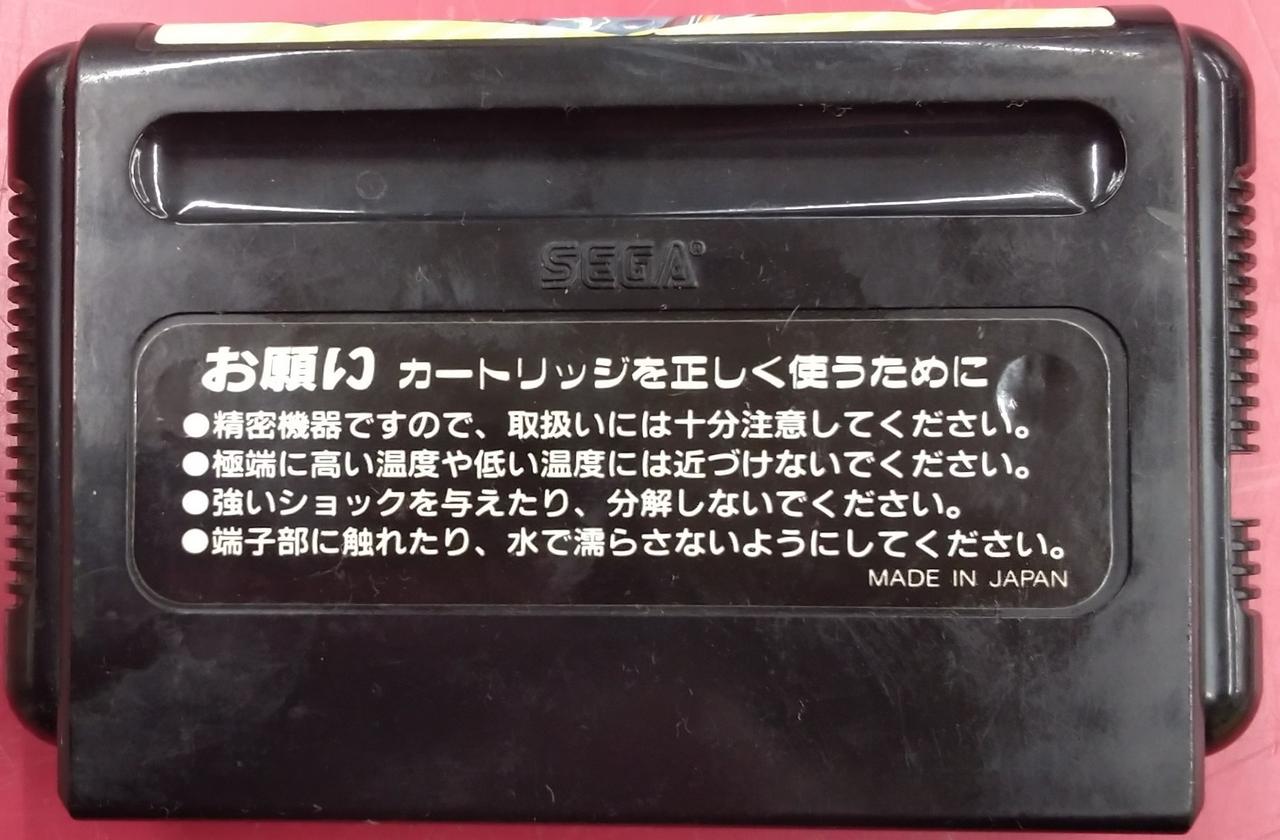 SEGA®
お願い カートリッジを正しく使うために
●精密機器ですので、取扱いには十分注意してください。
●極端に高い温度や低い温度には近づけないでください。
●強いショックを与えたり、分解しないでください。
●端子部に触れたり、水で濡らさないようにしてください。
MADE IN JAPAN